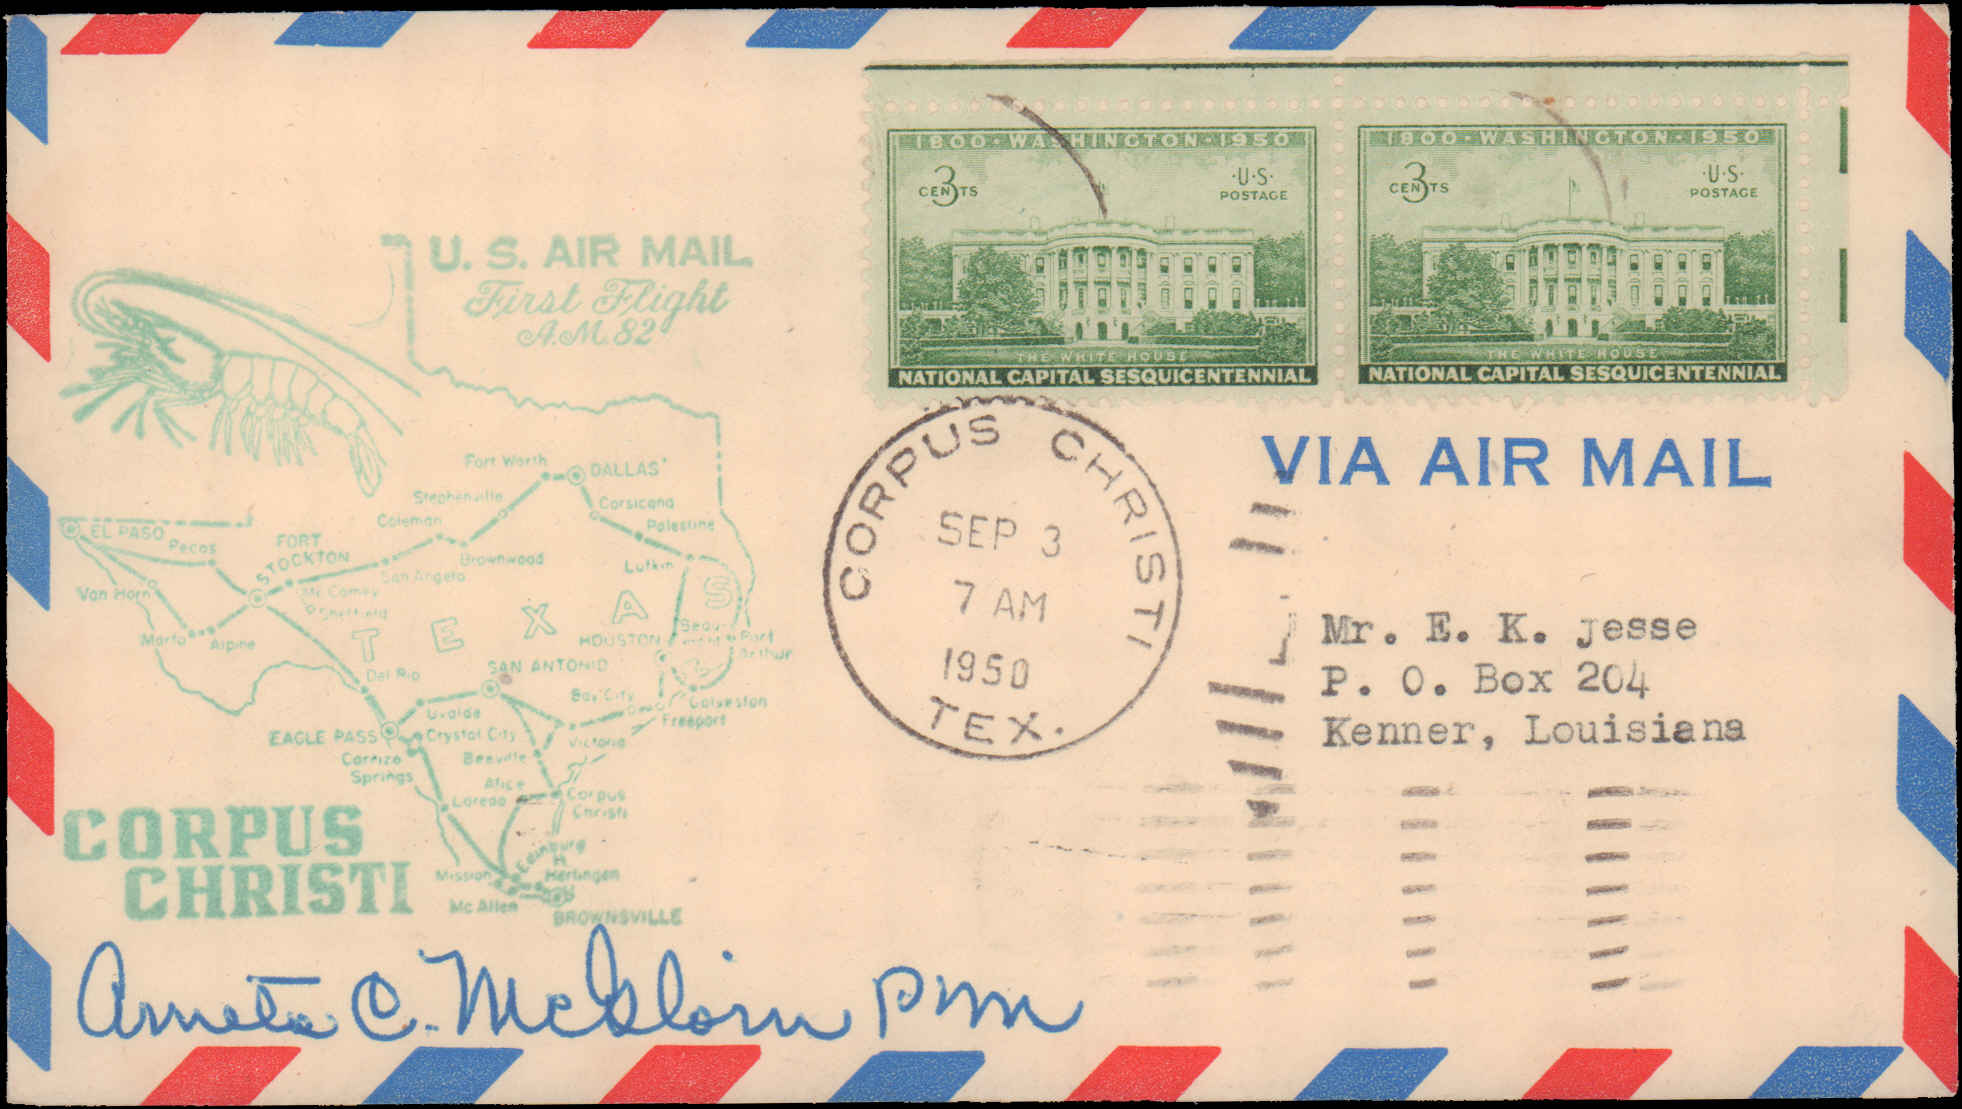 U. S. AIR MAIL
First Flight
A.M. 82
1800 · WASHINGTON · 1950
3 CENTS
·U·S· POSTAGE
THE WHITE HOUSE
NATIONAL CAPITAL SESQUICENTENNIAL
1800 · WASHINGTON · 1950
3 CENTS
·U·S· POSTAGE
THE WHITE HOUSE
NATIONAL CAPITAL SESQUICENTENNIAL
VIA AIR MAIL
CORPUS CHRISTI
SEP 3
7 AM
1950
TEX.
Mr. E. K. Jesse
P. O. Box 204
Kenner, Louisiana
Fort Worth
DALLAS
Stephenville
Corsicana
Coleman
Palestine
EL PASO
Pecos
FORT STOCKTON
Brownwood
Lufkin
San Angelo
Van Horn
Mc Camey
Sheffield
TEXAS
Marfa
Alpine
HOUSTON
Beaumont
Port Arthur
Del Rio
SAN ANTONIO
Bay City
Galveston
Freeport
Uvalde
EAGLE PASS
Crystal City
Victoria
Carrizo Springs
Beeville
Alice
Laredo
Corpus Christi
Edinburg
Mission
Harlingen
Mc Allen
BROWNSVILLE
CORPUS
CHRISTI
C. McGloin PM